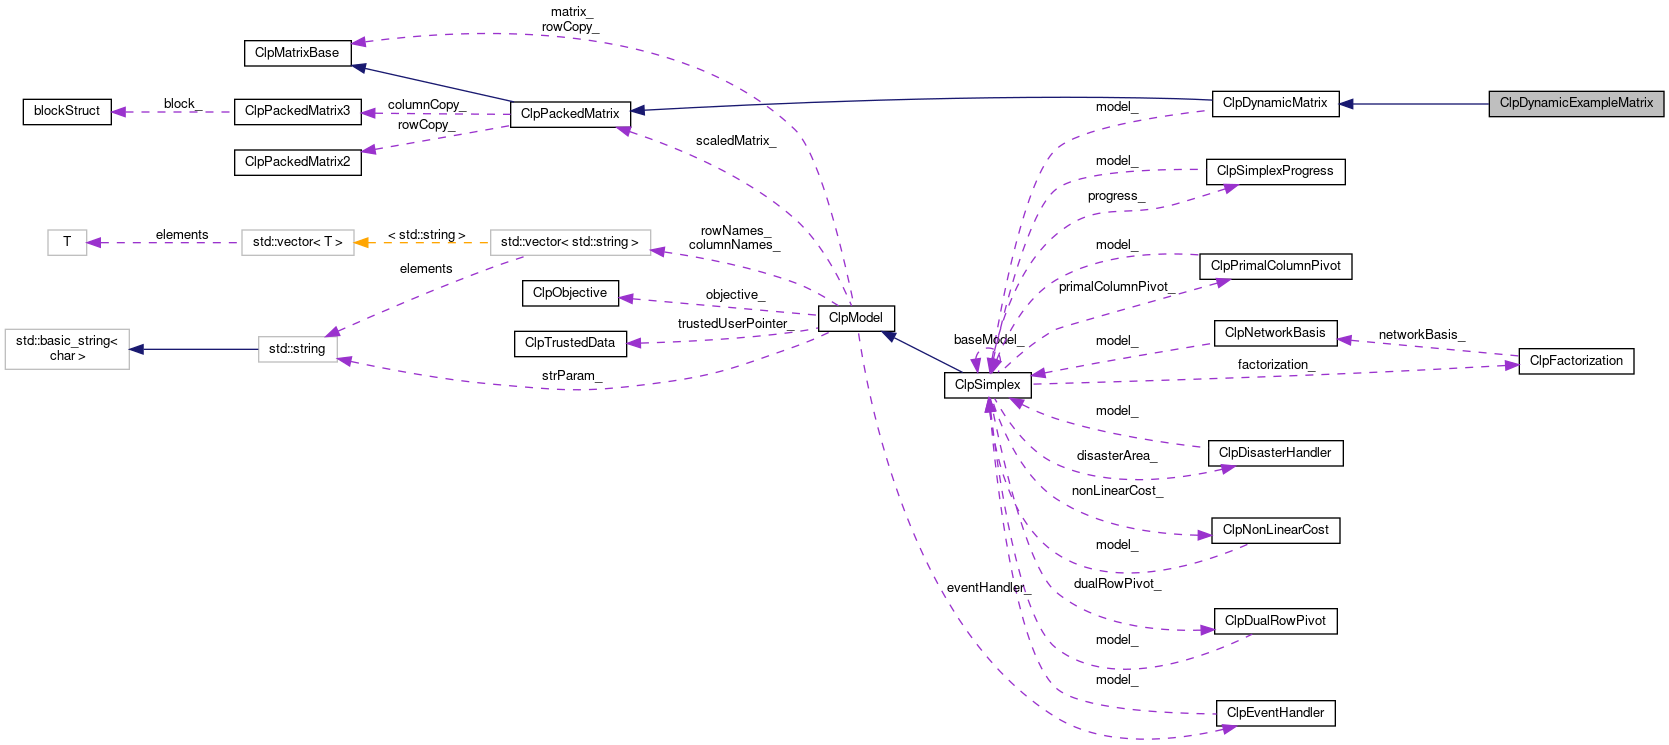 matrix_
rowCopy_
ClpMatrixBase
blockStruct
block_
ClpPackedMatrix3
columnCopy_
rowCopy_
ClpPackedMatrix2
ClpPackedMatrix
scaledMatrix_
model_
ClpDynamicMatrix
ClpDynamicExampleMatrix
model_
ClpSimplexProgress
progress_
T
elements
std::vector< T >
< std::string >
std::vector< std::string >
rowNames_
columnNames_
elements
model_
ClpPrimalColumnPivot
primalColumnPivot_
ClpObjective
objective_
trustedUserPointer_
ClpTrustedData
ClpModel
std::basic_string<
char >
std::string
strParam_
baseModel_
ClpSimplex
model_
ClpNetworkBasis
networkBasis_
ClpFactorization
factorization_
model_
ClpDisasterHandler
disasterArea_
nonLinearCost_
ClpNonLinearCost
model_
eventHandler_
dualRowPivot_
ClpDualRowPivot
model_
model_
ClpEventHandler